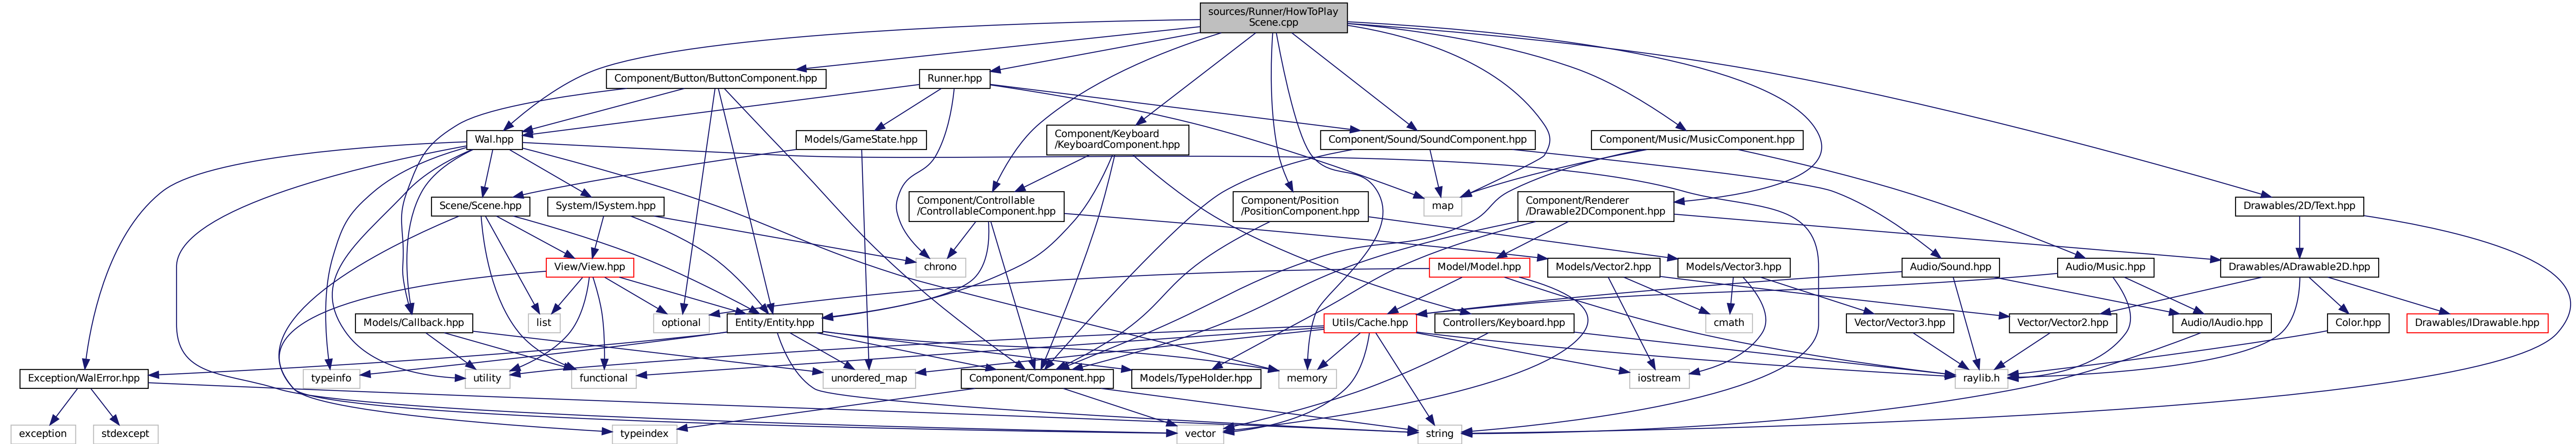 sources/Runner/HowToPlay
Scene.cpp
Component/Button/ButtonComponent.hpp
Runner.hpp
Wal.hpp
Models/GameState.hpp
Component/Keyboard
/KeyboardComponent.hpp
Component/Sound/SoundComponent.hpp
Component/Music/MusicComponent.hpp
Scene/Scene.hpp
System/ISystem.hpp
Component/Controllable
/ControllableComponent.hpp
Component/Position
/PositionComponent.hpp
map
Component/Renderer
/Drawable2DComponent.hpp
Drawables/2D/Text.hpp
View/View.hpp
chrono
Model/Model.hpp
Models/Vector2.hpp
Models/Vector3.hpp
Audio/Sound.hpp
Audio/Music.hpp
Drawables/ADrawable2D.hpp
Models/Callback.hpp
list
optional
Entity/Entity.hpp
Utils/Cache.hpp
Controllers/Keyboard.hpp
cmath
Vector/Vector3.hpp
Vector/Vector2.hpp
Audio/IAudio.hpp
Color.hpp
Drawables/IDrawable.hpp
Exception/WalError.hpp
typeinfo
utility
functional
unordered_map
Component/Component.hpp
Models/TypeHolder.hpp
memory
iostream
raylib.h
exception
stdexcept
typeindex
vector
string